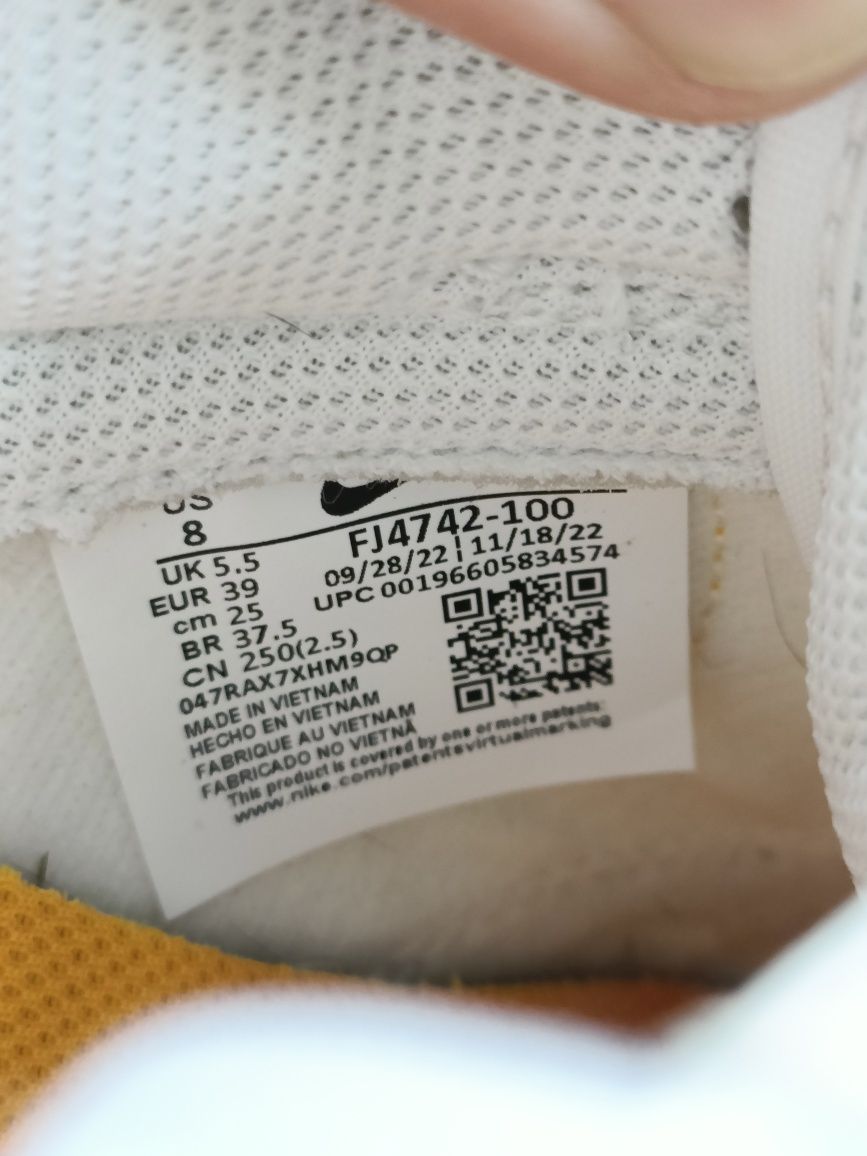 US
8
UK 5.5
EUR 39
cm 25
BR 37.5
CN 250(2.5)
047RAX7XHM9QP
MADE IN VIETNAM
HECHO EN VIETNAM
FABRIQUE AU VIETNAM
FABRICADO NO VIETNÃ
This product is covered by one or more patents:
www.nike.com/patentsvirtualmarking
FJ4742-100
09/28/22 | 11/18/22
UPC 00196605834574